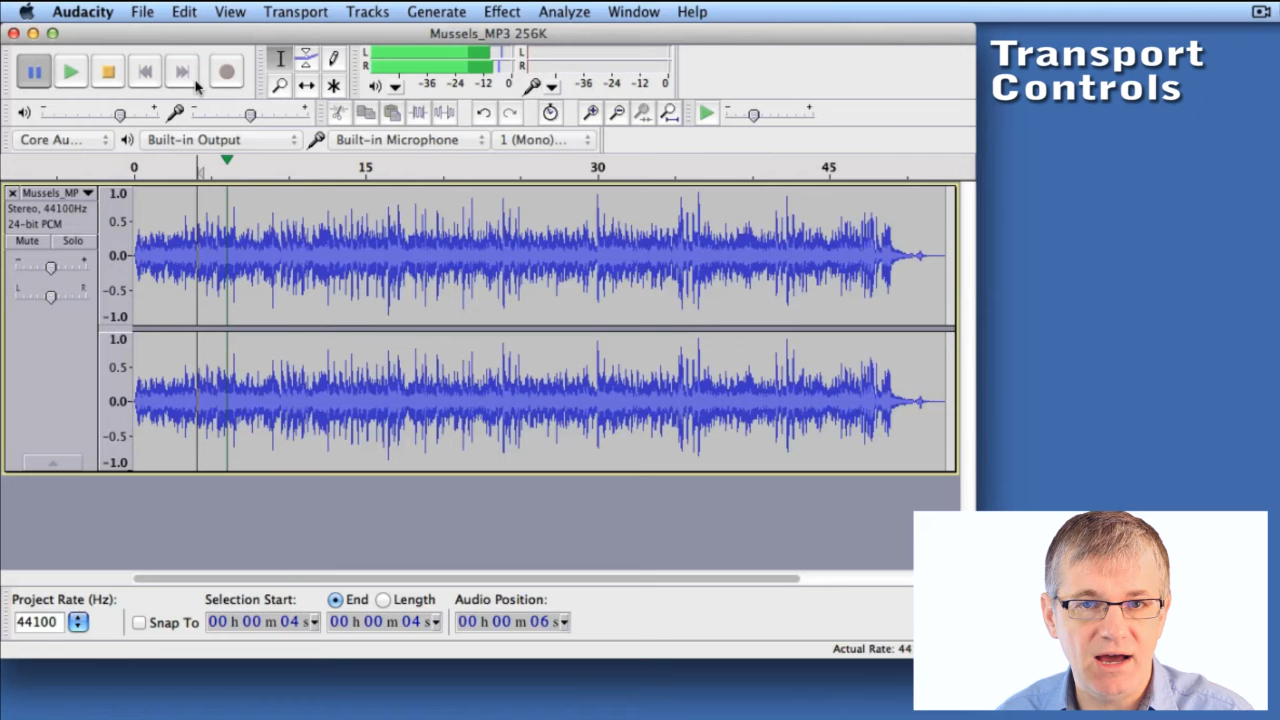 Audacity File Edit View Transport Tracks Generate Effect Analyze Window Help
Mussels_MP3 256K
Transport
Controls
L
R
-36 -24 -12 0
L
R
-36 -24 -12 0
- + - + - +
Core Au... Built-in Output Built-in Microphone 1 (Mono)...
0 15 30 45
Mussels_MP
Stereo, 44100Hz
24-bit PCM
Mute Solo
- +
L R
1.0
0.5
0.0
-0.5
-1.0
1.0
0.5
0.0
-0.5
-1.0
Project Rate (Hz): Selection Start: End Length Audio Position:
44100 Snap To 00 h 00 m 04 s 00 h 00 m 04 s 00 h 00 m 06 s
Actual Rate: 44